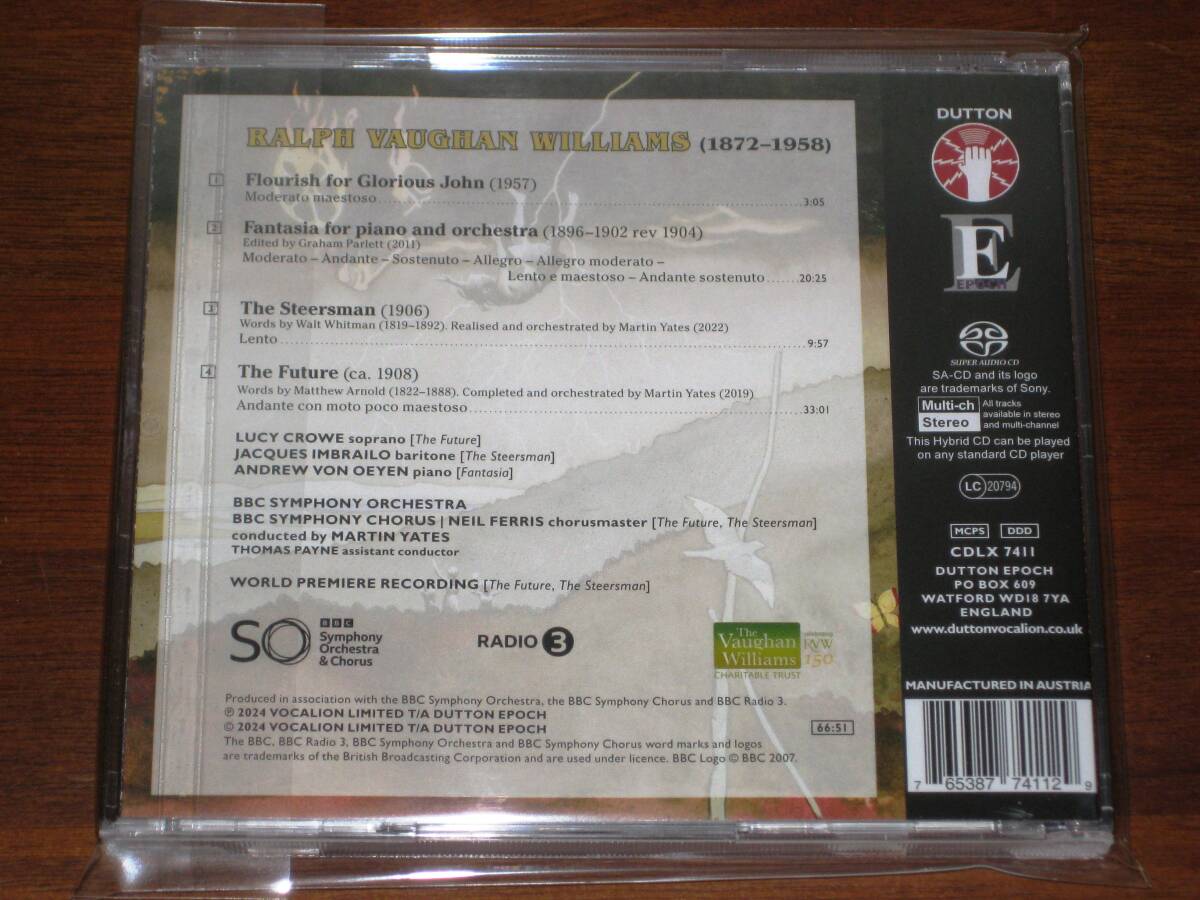 RALPH VAUGHAN WILLIAMS (1872–1958)
1 Flourish for Glorious John (1957)
Moderato maestoso 3:05
2 Fantasia for piano and orchestra (1896–1902 rev 1904)
Edited by Graham Parlett (2011)
Moderato – Andante – Sostenuto – Allegro – Allegro moderato –
Lento e maestoso – Andante sostenuto 20:25
3 The Steersman (1906)
Words by Walt Whitman (1819–1892). Realised and orchestrated by Martin Yates (2022)
Lento 9:57
4 The Future (ca. 1908)
Words by Matthew Arnold (1822–1888). Completed and orchestrated by Martin Yates (2019)
Andante con moto poco maestoso 33:01
LUCY CROWE soprano [The Future]
JACQUES IMBRAILO baritone [The Steersman]
ANDREW VON OEYEN piano [Fantasia]
BBC SYMPHONY ORCHESTRA
BBC SYMPHONY CHORUS | NEIL FERRIS chorusmaster [The Future, The Steersman]
conducted by MARTIN YATES
THOMAS PAYNE assistant conductor
WORLD PREMIERE RECORDING [The Future, The Steersman]
SO BBC
Symphony
Orchestra
& Chorus
RADIO 3
The
Vaughan
Williams
CHARITABLE TRUST
celebrating
RVW
150
Produced in association with the BBC Symphony Orchestra, the BBC Symphony Chorus and BBC Radio 3.
℗ 2024 VOCALION LIMITED T/A DUTTON EPOCH
© 2024 VOCALION LIMITED T/A DUTTON EPOCH
66:51
The BBC, BBC Radio 3, BBC Symphony Orchestra and BBC Symphony Chorus word marks and logos
are trademarks of the British Broadcasting Corporation and are used under licence. BBC Logo © BBC 2007.
DUTTON
E
EPOCH
SUPER AUDIO CD
SA-CD and its logo
are trademarks of Sony.
Multi-ch
Stereo
All tracks
available in stereo
and multi-channel
This Hybrid CD can be played
on any standard CD player
LC 20794
MCPS DDD
CDLX 7411
DUTTON EPOCH
PO BOX 609
WATFORD WD18 7YA
ENGLAND
www.duttonvocalion.co.uk
MANUFACTURED IN AUSTRIA
7 65387 74112 9